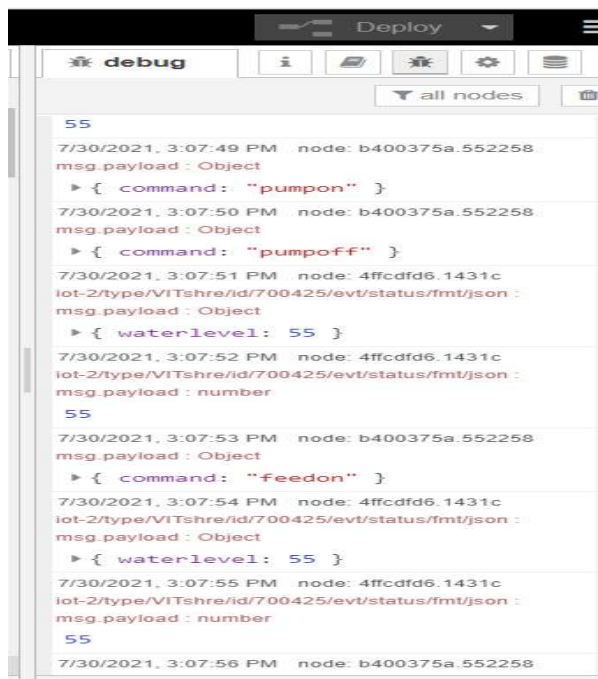 Deploy
debug
i
all nodes
55
7/30/2021, 3:07:49 PM node: b400375a.552258
msg.payload : Object
{ command: "pumpon" }
7/30/2021, 3:07:50 PM node: b400375a.552258
msg.payload : Object
{ command: "pumpoff" }
7/30/2021, 3:07:51 PM node: 4ffcdfd6.1431c
iot-2/type/VITshre/id/700425/evt/status/fmt/json :
msg.payload : Object
{ waterlevel: 55 }
7/30/2021, 3:07:52 PM node: 4ffcdfd6.1431c
iot-2/type/VITshre/id/700425/evt/status/fmt/json :
msg.payload : number
55
7/30/2021, 3:07:53 PM node: b400375a.552258
msg.payload : Object
{ command: "feedon" }
7/30/2021, 3:07:54 PM node: 4ffcdfd6.1431c
iot-2/type/VITshre/id/700425/evt/status/fmt/json :
msg.payload : Object
{ waterlevel: 55 }
7/30/2021, 3:07:55 PM node: 4ffcdfd6.1431c
iot-2/type/VITshre/id/700425/evt/status/fmt/json :
msg.payload : number
55
7/30/2021, 3:07:56 PM node: b400375a.552258